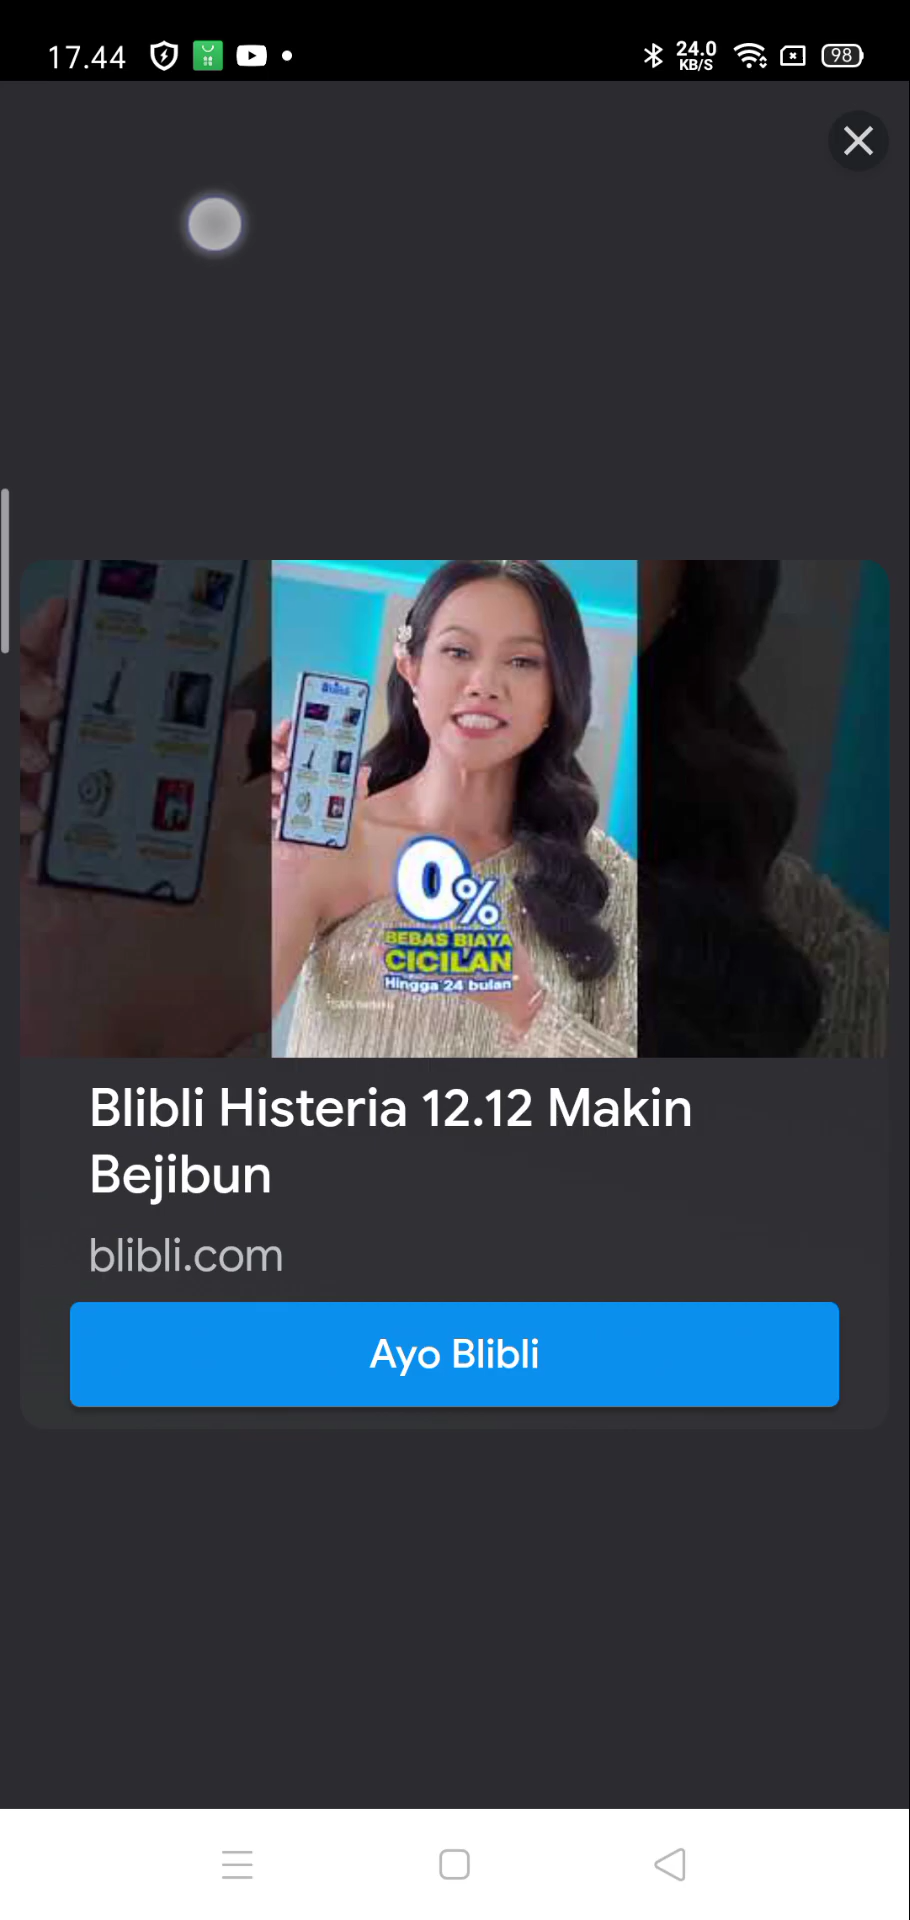 17.44
24.0
KB/S
98
Blibli
0%
BEBAS BIAYA
CICILAN
Hingga 24 bulan*
*S&K berlaku
Blibli Histeria 12.12 Makin
Bejibun
blibli.com
Ayo Blibli